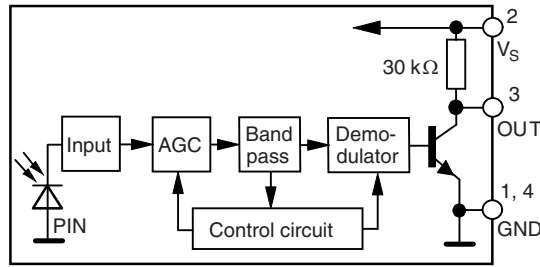 2
V_S
30 kΩ
3
OUT
Input
AGC
Band
pass
Demo-
dulator
1, 4
GND
PIN
Control circuit